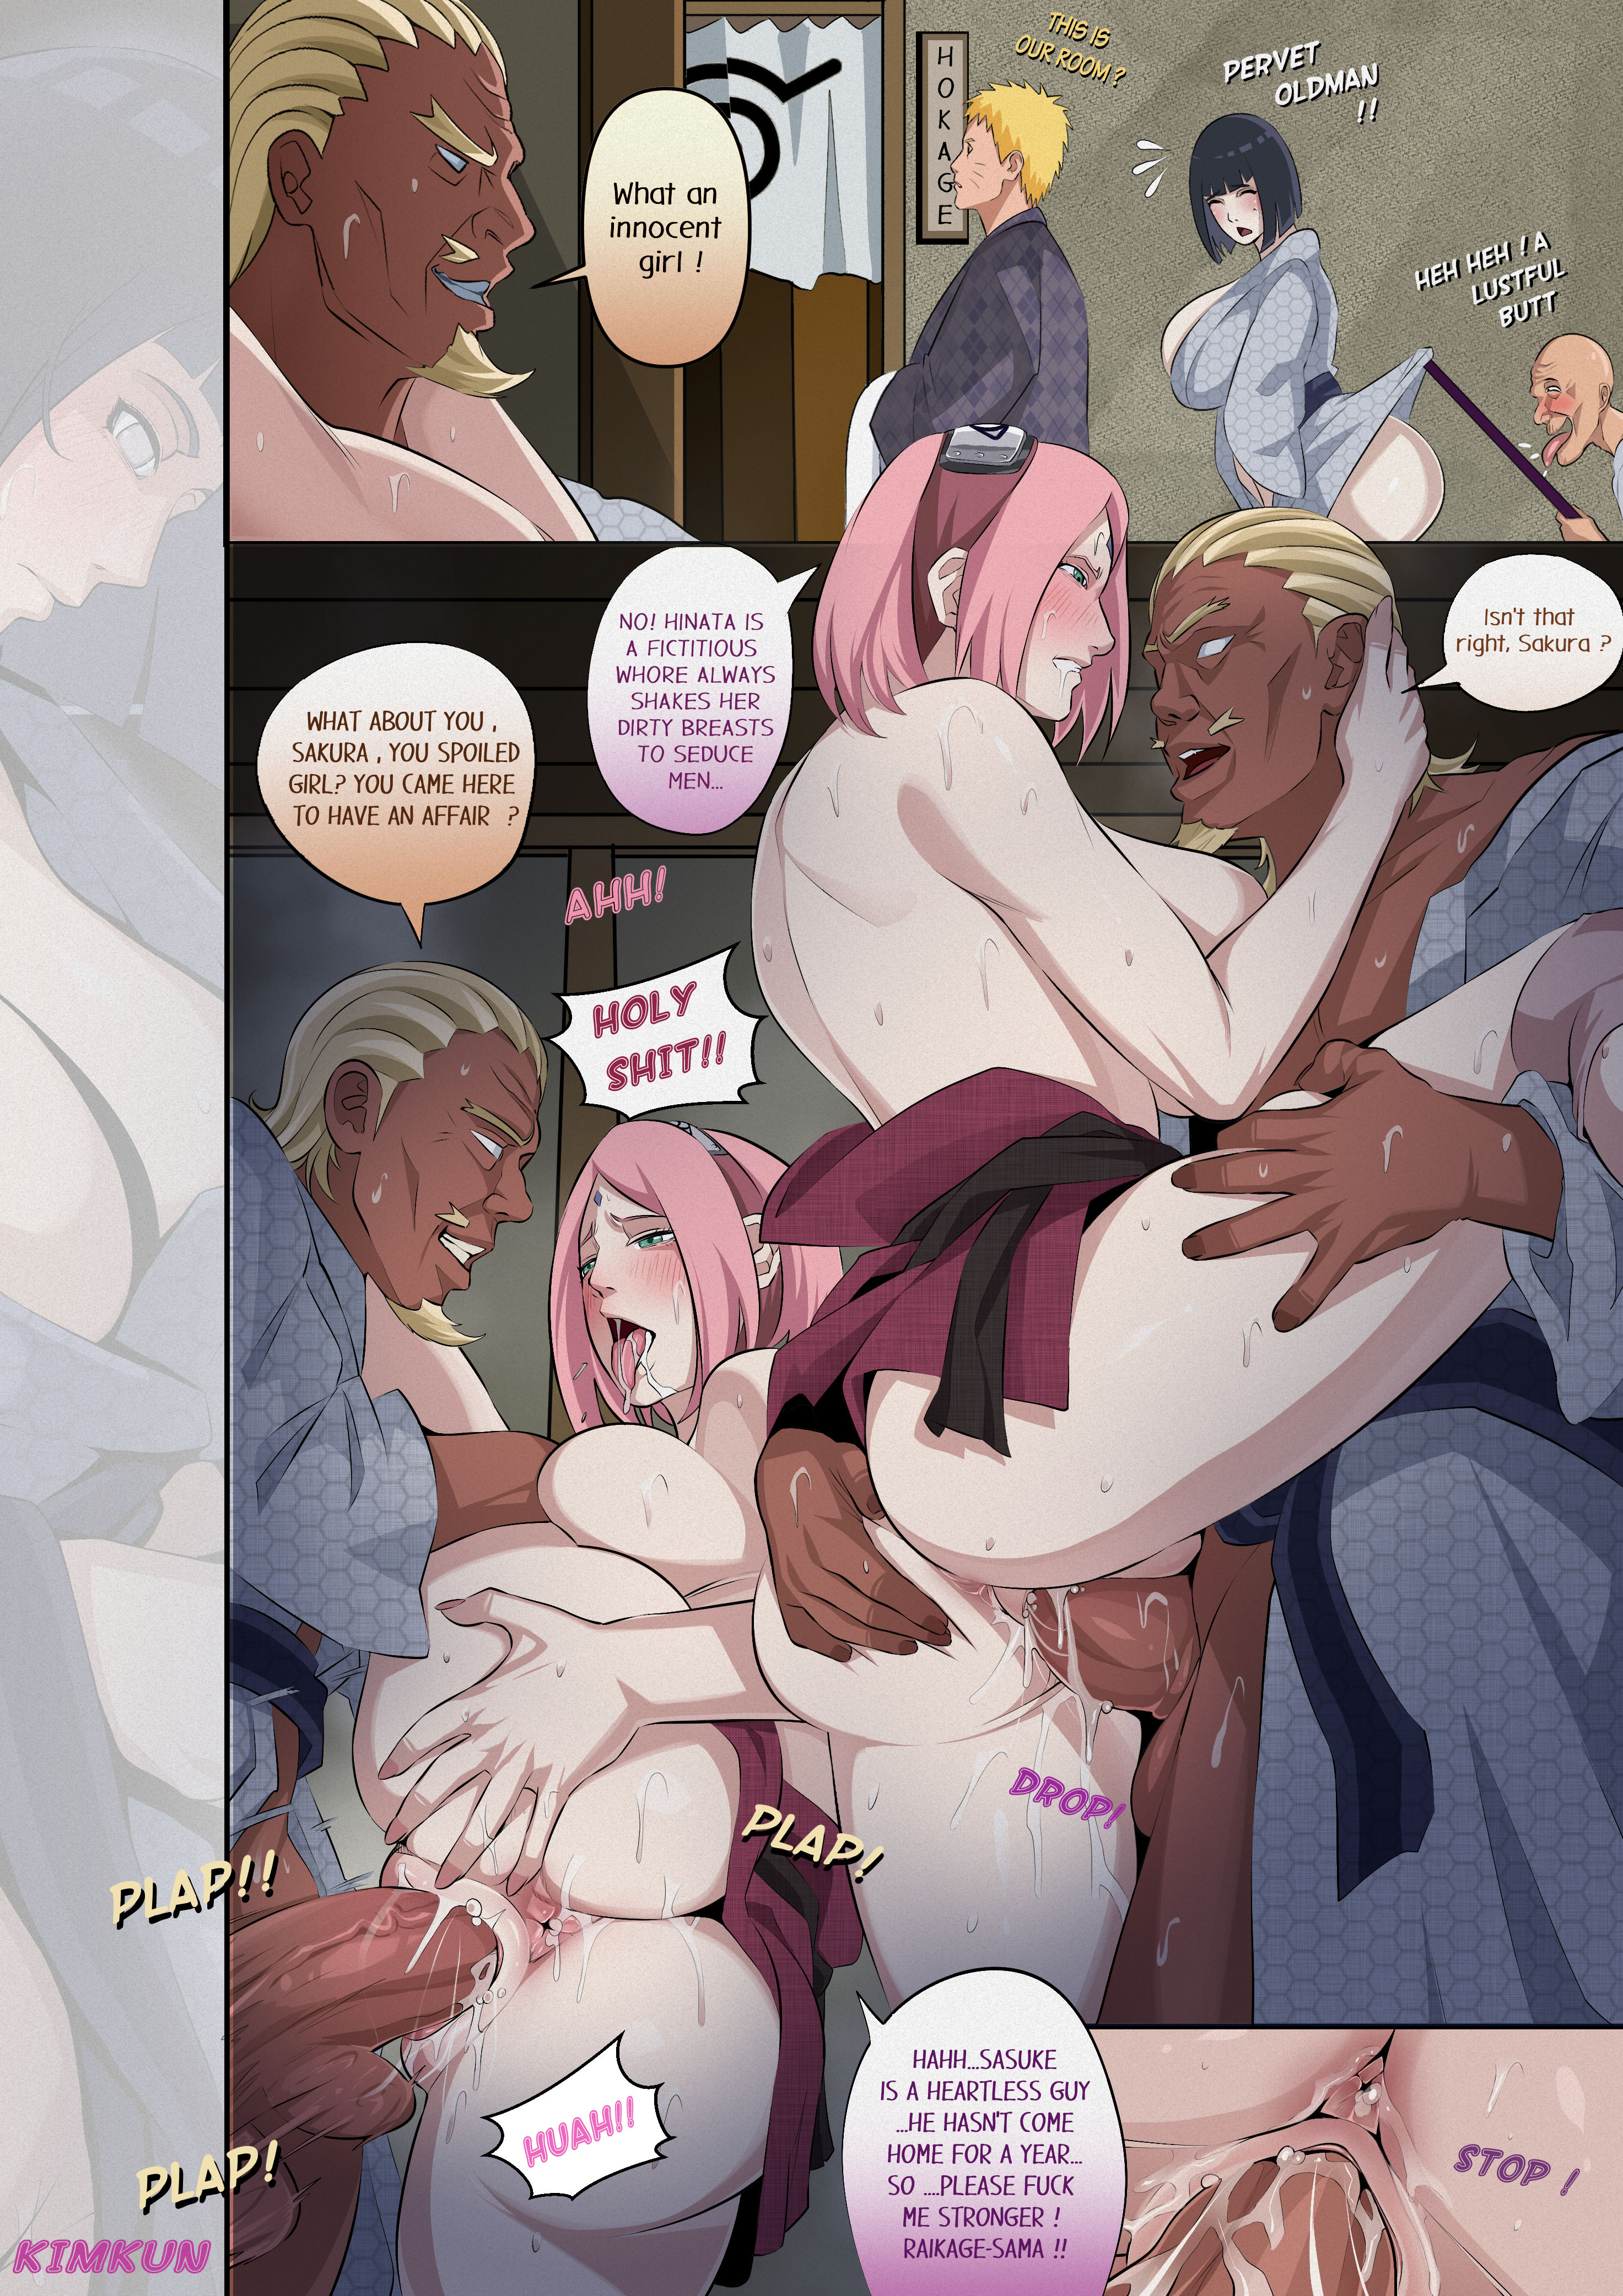 THIS IS
OUR ROOM ?
PERVET
OLDMAN
!!
HOKAGE
What an
innocent
girl !
HEH HEH ! A
LUSTFUL
BUTT
Isn't that
right, Sakura ?
NO! HINATA IS
A FICTITIOUS
WHORE ALWAYS
SHAKES HER
DIRTY BREASTS
TO SEDUCE
MEN...
WHAT ABOUT YOU ,
SAKURA , YOU SPOILED
GIRL? YOU CAME HERE
TO HAVE AN AFFAIR ?
AHH!
HOLY
SHIT!!
DROP!
PLAP!
PLAP!!
HAHH...SASUKE
IS A HEARTLESS GUY
...HE HASN'T COME
HOME FOR A YEAR...
SO ....PLEASE FUCK
ME STRONGER !
RAIKAGE-SAMA !!
HUAH!!
STOP !
PLAP!
KIMKUN